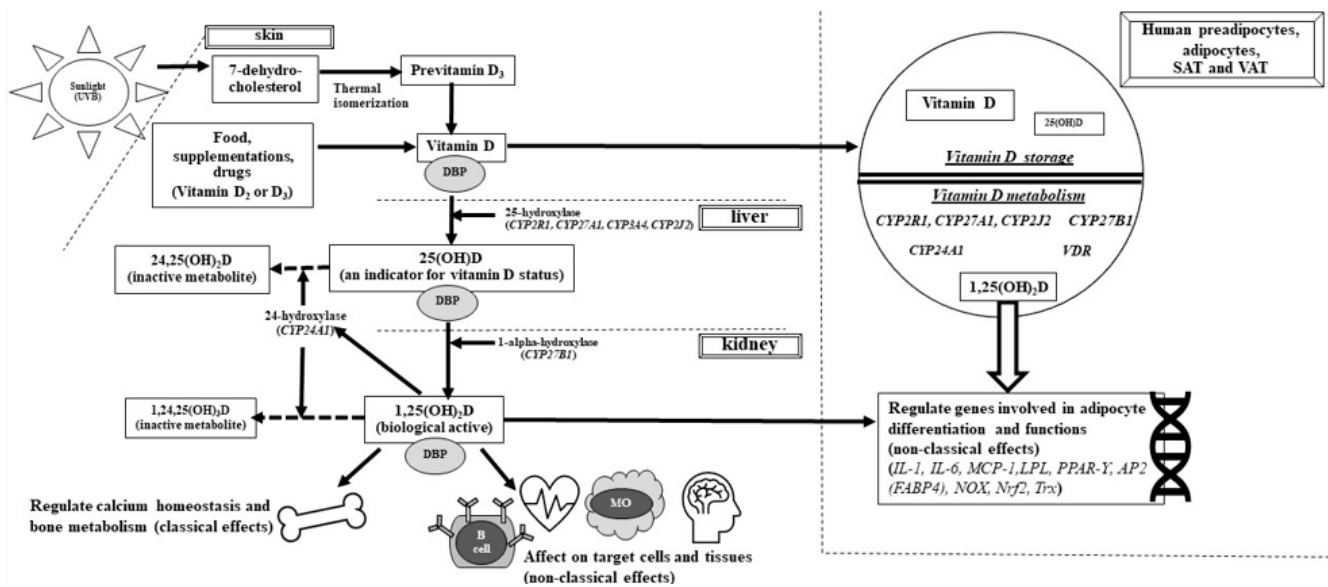 skin
Sunlight
(UVB)
7-dehydro-
cholesterol
Thermal
isomerization
Previtamin D₃
Food,
supplementations,
drugs
(Vitamin D₂ or D₃)
Vitamin D
DBP
25-hydroxylase
(CYP2R1, CYP27A1, CYP3A4, CYP2J2)
liver
24,25(OH)₂D
(inactive metabolite)
25(OH)D
(an indicator for vitamin D status)
DBP
24-hydroxylase
(CYP24A1)
1-alpha-hydroxylase
(CYP27B1)
kidney
1,24,25(OH)₃D
(inactive metabolite)
1,25(OH)₂D
(biological active)
DBP
Regulate calcium homeostasis and
bone metabolism (classical effects)
B
cell
MO
Affect on target cells and tissues
(non-classical effects)
Human preadipocytes,
adipocytes,
SAT and VAT
Vitamin D
25(OH)D
Vitamin D storage
Vitamin D metabolism
CYP2R1, CYP27A1, CYP2J2 CYP27B1
CYP24A1 VDR
1,25(OH)₂D
Regulate genes involved in adipocyte
differentiation and functions
(non-classical effects)
(IL-1, IL-6, MCP-1,LPL, PPAR-Y, AP2
(FABP4), NOX, Nrf2, Trx)